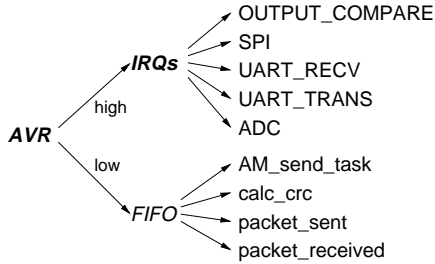 OUTPUT_COMPARE
SPI
IRQs
UART_RECV
high
UART_TRANS
ADC
AVR
low
AM_send_task
calc_crc
FIFO
packet_sent
packet_received